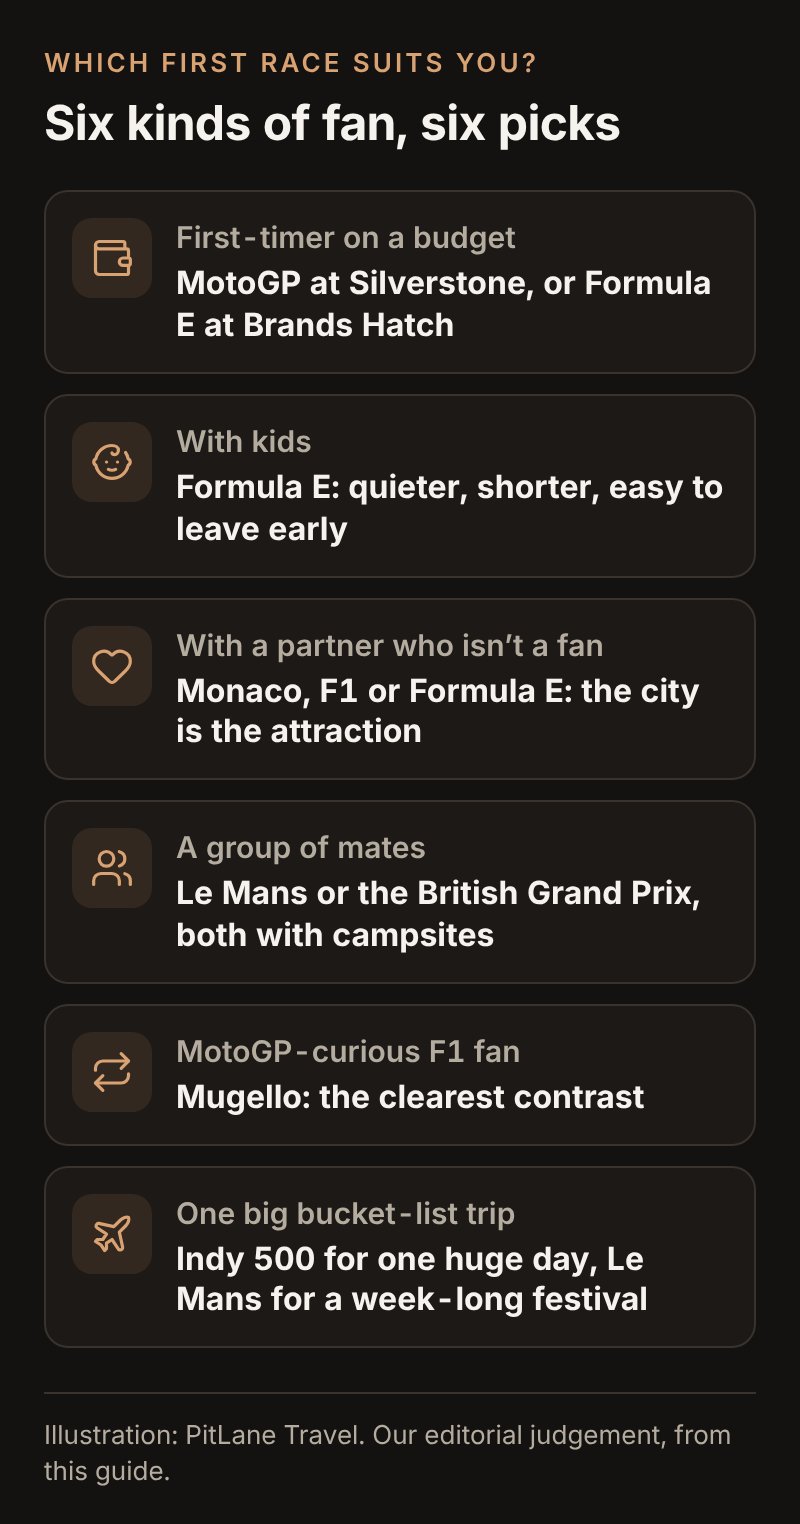 WHICH FIRST RACE SUITS YOU?
Six kinds of fan, six picks
First-timer on a budget
MotoGP at Silverstone, or Formula
E at Brands Hatch
With kids
Formula E: quieter, shorter, easy to
leave early
With a partner who isn’t a fan
Monaco, F1 or Formula E: the city
is the attraction
A group of mates
Le Mans or the British Grand Prix,
both with campsites
MotoGP-curious F1 fan
Mugello: the clearest contrast
One big bucket-list trip
Indy 500 for one huge day, Le
Mans for a week-long festival
Illustration: PitLane Travel. Our editorial judgement, from
this guide.